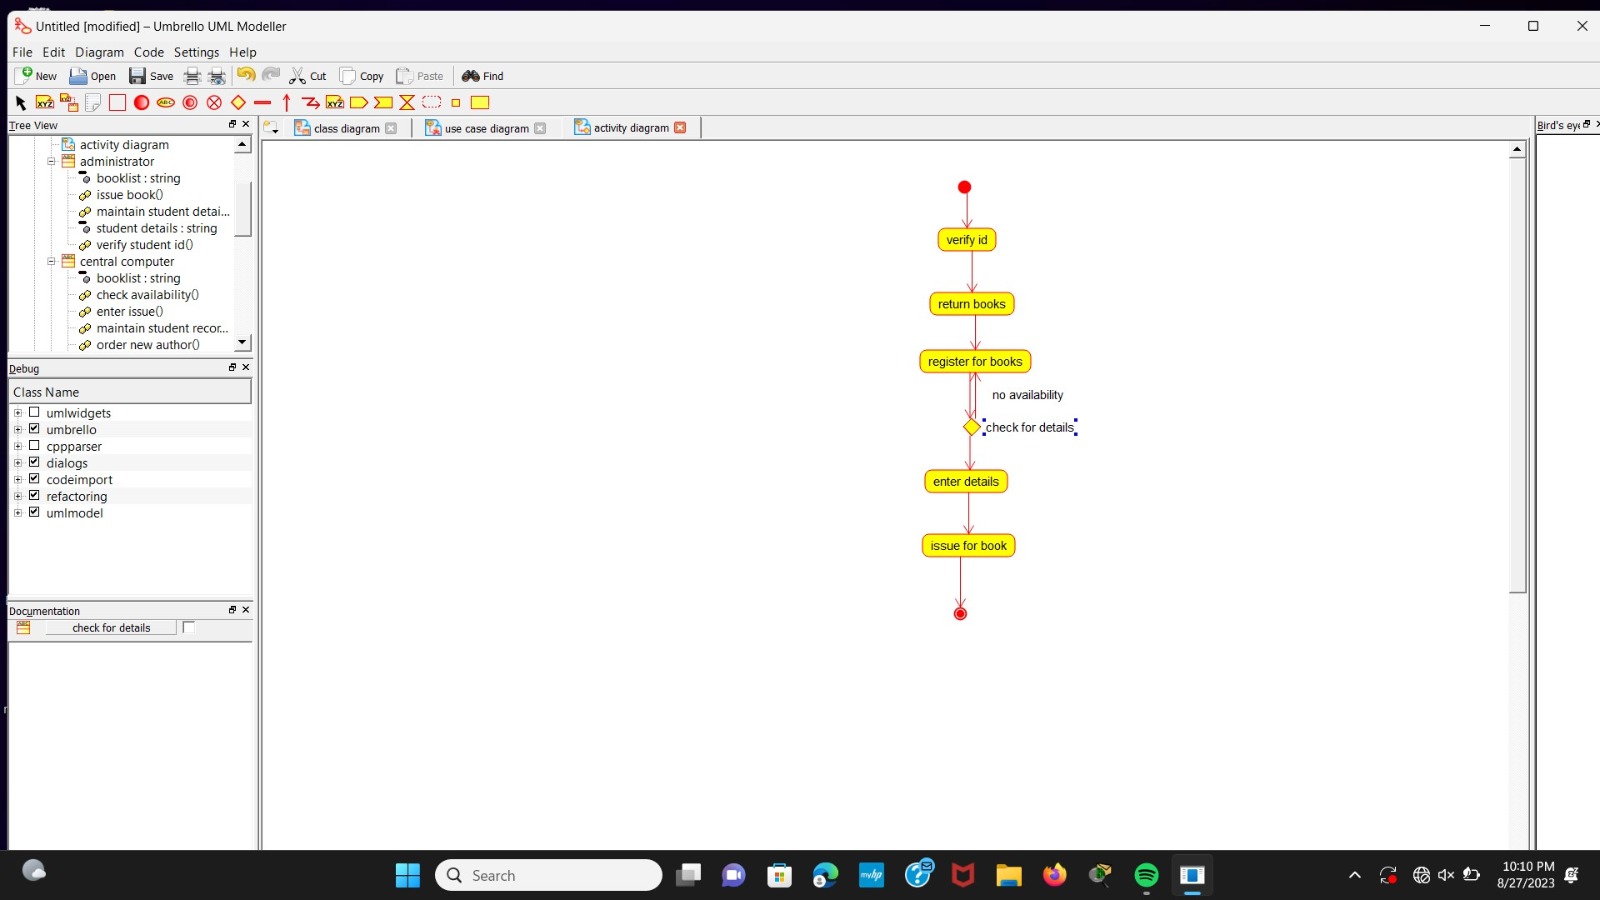 Untitled [modified] – Umbrello UML Modeller
File Edit Diagram Code Settings Help
New Open Save Cut Copy Paste Find
Tree View
class diagram use case diagram activity diagram
Bird's eye
activity diagram
administrator
booklist : string
issue book()
maintain student detai...
student details : string
verify student id()
central computer
booklist : string
check availability()
enter issue()
maintain student recor...
order new author()
Debug
Class Name
umlwidgets
umbrello
cppparser
dialogs
codeimport
refactoring
umlmodel
Documentation
check for details
verify id
return books
register for books
no availability
check for details
enter details
issue for book
Search
10:10 PM
8/27/2023